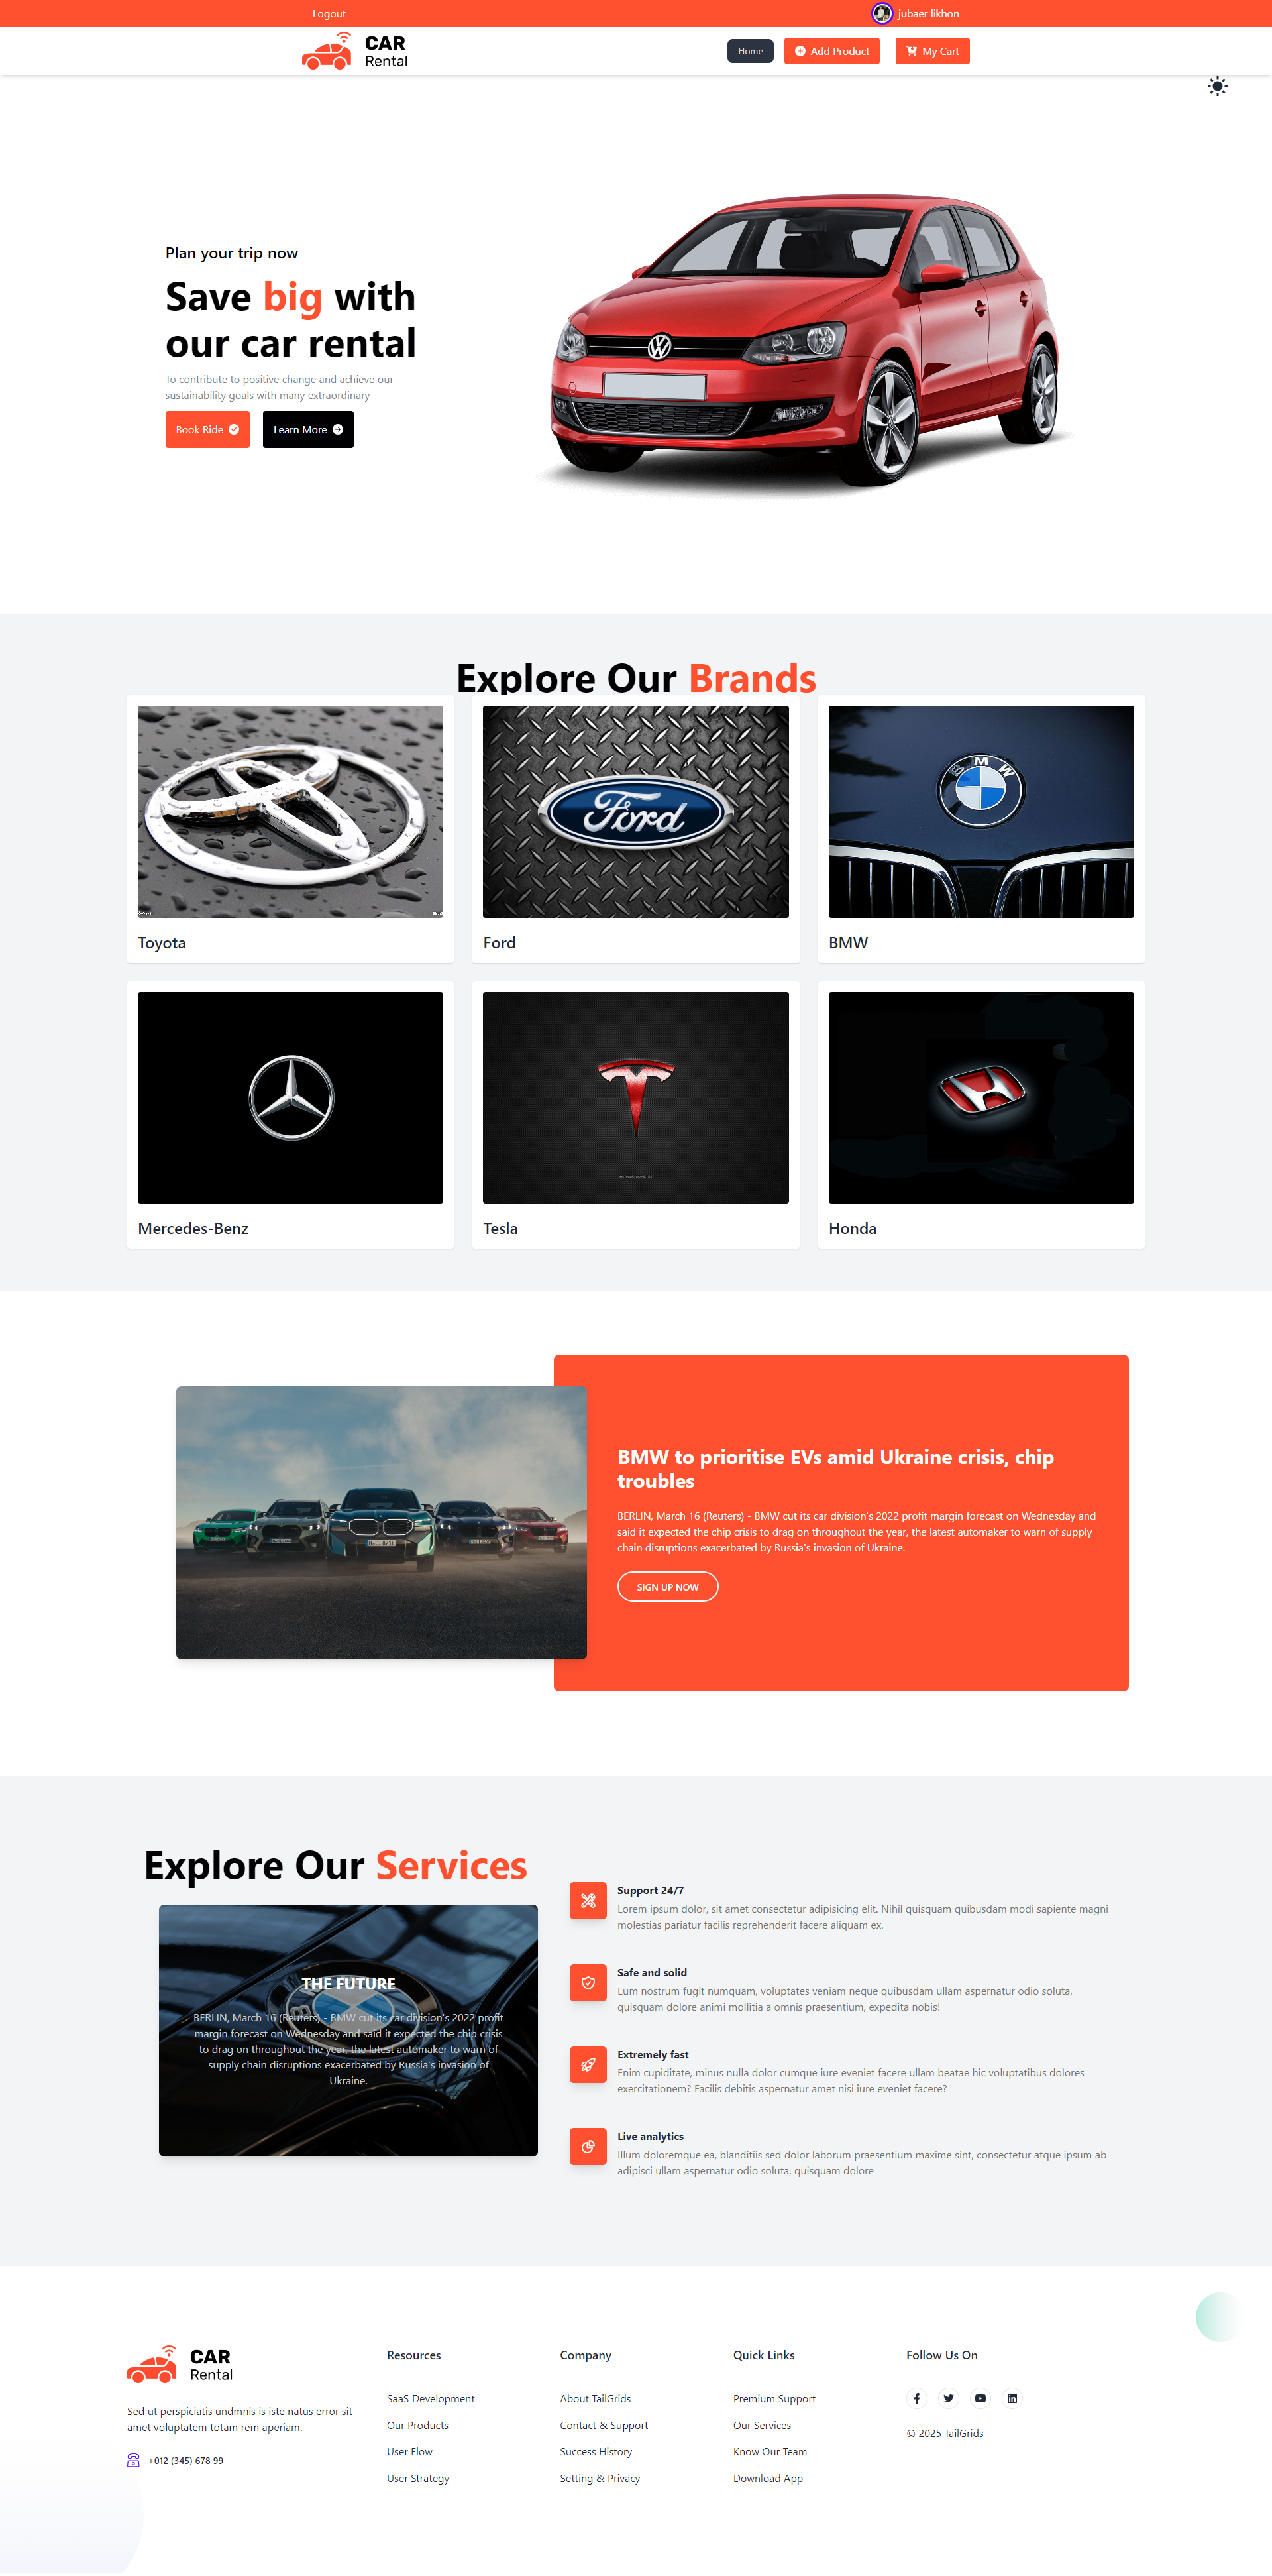 Logout
jubaer likhon
CAR
Rental
Home
Add Product
My Cart
Plan your trip now
Save big with
our car rental
To contribute to positive change and achieve our
sustainability goals with many extraordinary
Book Ride
Learn More
Explore Our Brands
Ford
BMW
Toyota
Ford
BMW
Mercedes-Benz
Tesla
Honda
BMW to prioritise EVs amid Ukraine crisis, chip
troubles
BERLIN, March 16 (Reuters) - BMW cut its car division's 2022 profit margin forecast on Wednesday and
said it expected the chip crisis to drag on throughout the year, the latest automaker to warn of supply
chain disruptions exacerbated by Russia's invasion of Ukraine.
SIGN UP NOW
Explore Our Services
THE FUTURE
BERLIN, March 16 (Reuters) - BMW cut its car division's 2022 profit
margin forecast on Wednesday and said it expected the chip crisis
to drag on throughout the year, the latest automaker to warn of
supply chain disruptions exacerbated by Russia's invasion of
Ukraine.
Support 24/7
Lorem ipsum dolor, sit amet consectetur adipisicing elit. Nihil quisquam quibusdam modi sapiente magni
molestias pariatur facilis reprehenderit facere aliquam ex.
Safe and solid
Eum nostrum fugit numquam, voluptates veniam neque quibusdam ullam aspernatur odio soluta,
quisquam dolore animi mollitia a omnis praesentium, expedita nobis!
Extremely fast
Enim cupiditate, minus nulla dolor cumque iure eveniet facere ullam beatae hic voluptatibus dolores
exercitationem? Facilis debitis aspernatur amet nisi iure eveniet facere?
Live analytics
Illum doloremque ea, blanditiis sed dolor laborum praesentium maxime sint, consectetur atque ipsum ab
adipisci ullam aspernatur odio soluta, quisquam dolore
CAR
Rental
Sed ut perspiciatis undmnis is iste natus error sit
amet voluptatem totam rem aperiam.
+012 (345) 678 99
Resources
SaaS Development
Our Products
User Flow
User Strategy
Company
About TailGrids
Contact & Support
Success History
Setting & Privacy
Quick Links
Premium Support
Our Services
Know Our Team
Download App
Follow Us On
© 2025 TailGrids